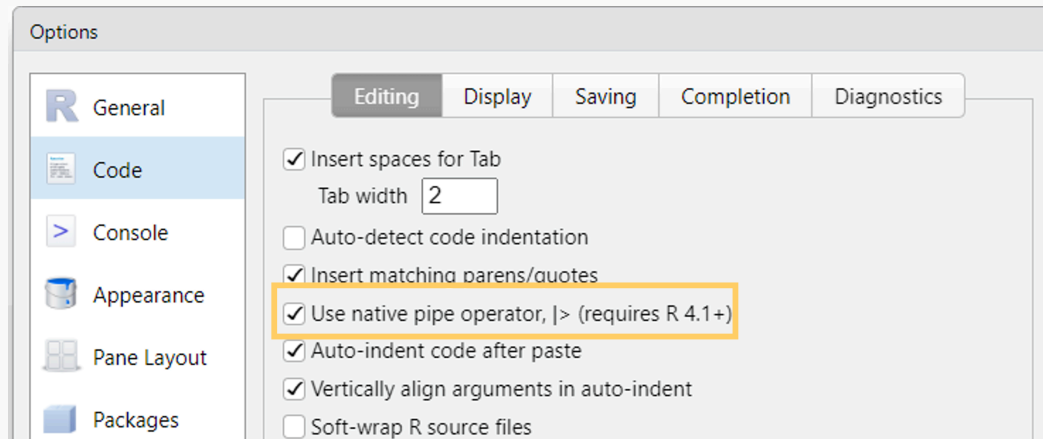 Options
General
Code
Console
Appearance
Pane Layout
Packages
Editing Display Saving Completion Diagnostics
Insert spaces for Tab
Tab width 2
Auto-detect code indentation
Insert matching parens/quotes
Use native pipe operator, |> (requires R 4.1+)
Auto-indent code after paste
Vertically align arguments in auto-indent
Soft-wrap R source files